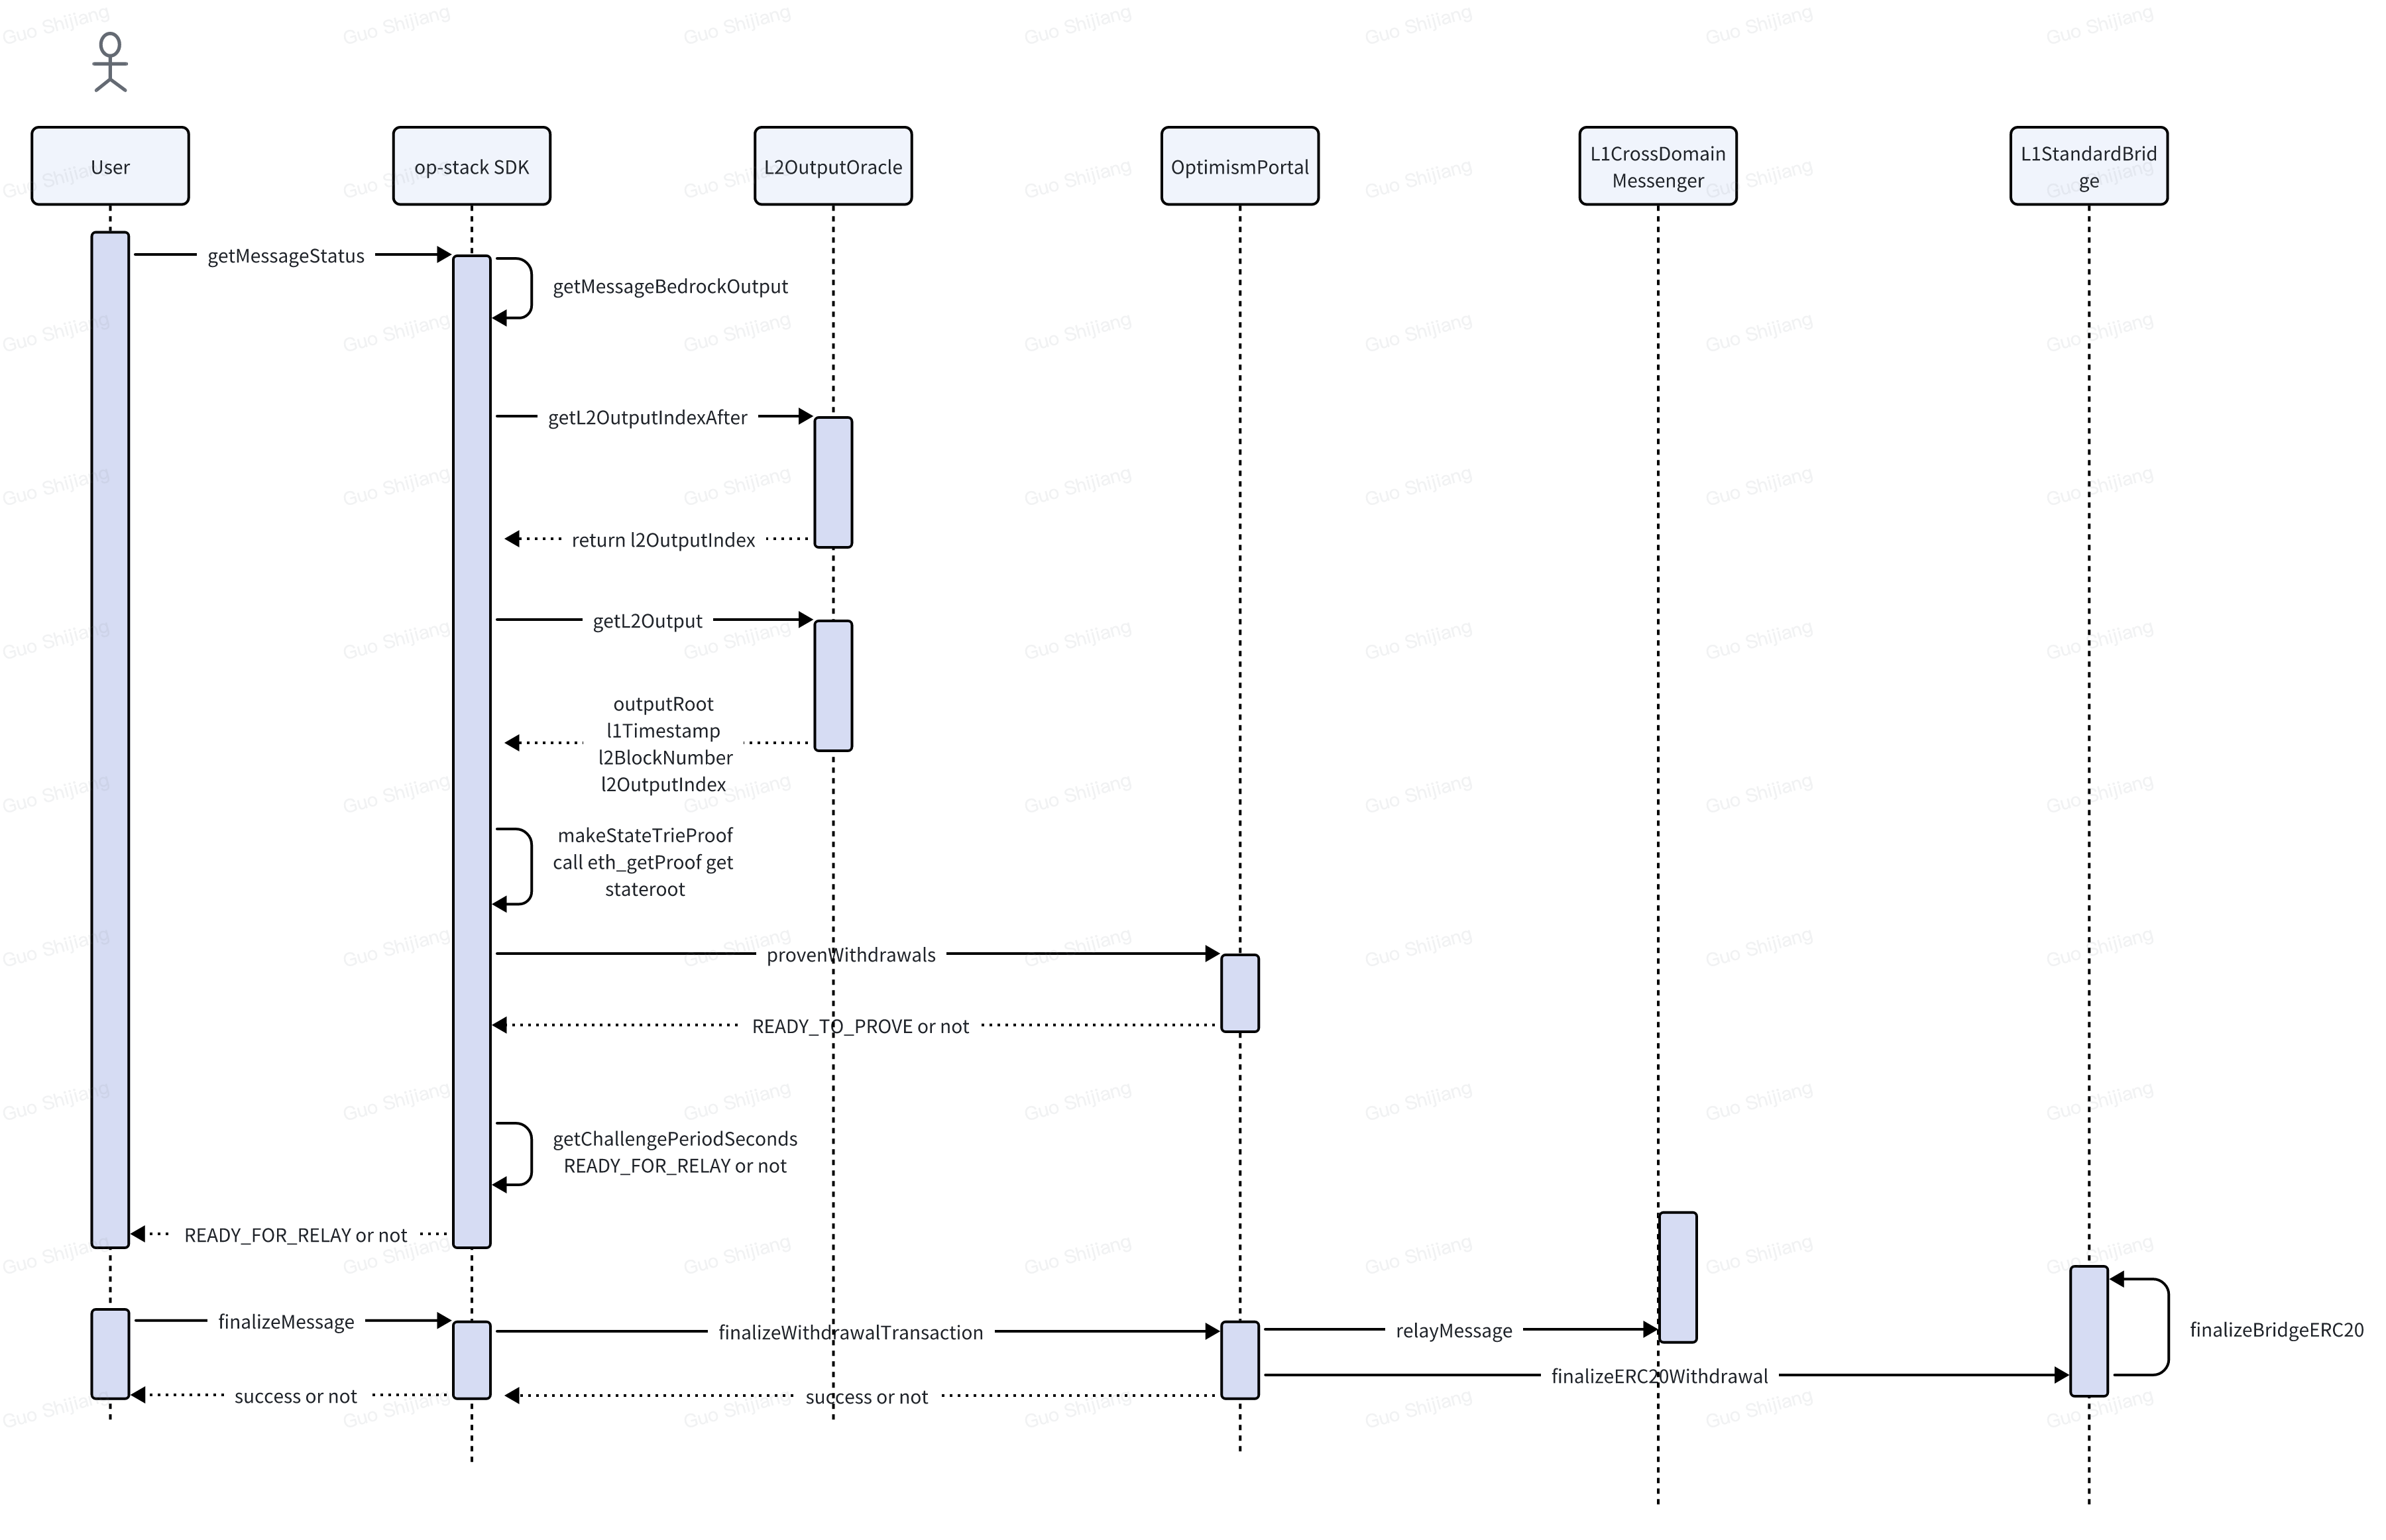 User
op-stack SDK
L2OutputOracle
OptimismPortal
L1CrossDomain
Messenger
L1StandardBrid
ge
getMessageStatus
getMessageBedrockOutput
getL2OutputIndexAfter
return l2OutputIndex
getL2Output
outputRoot
l1Timestamp
l2BlockNumber
l2OutputIndex
makeStateTrieProof
call eth_getProof get
stateroot
provenWithdrawals
READY_TO_PROVE or not
getChallengePeriodSeconds
READY_FOR_RELAY or not
READY_FOR_RELAY or not
finalizeMessage
finalizeWithdrawalTransaction
relayMessage
finalizeBridgeERC20
finalizeERC20Withdrawal
success or not
success or not
Guo Shijiang